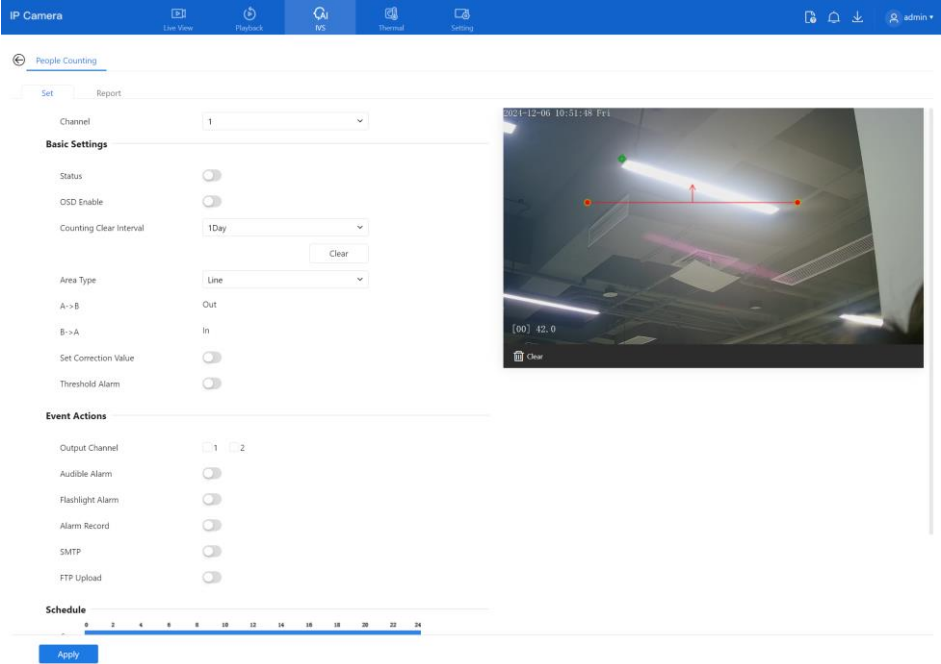 IP Camera
Live View Playback IVS Thermal Setting admin
People Counting
Set Report
Channel 1
2024-12-06 10:51:48 Fri
Basic Settings
Status
OSD Enable
Counting Clear Interval 1Day
Clear
Area Type Line
A->B Out
B->A In
[00] 42.0
Set Correction Value
Clear
Threshold Alarm
Event Actions
Output Channel 1 2
Audible Alarm
Flashlight Alarm
Alarm Record
SMTP
FTP Upload
Schedule
0 2 4 6 8 10 12 14 16 18 20 22 24
Apply